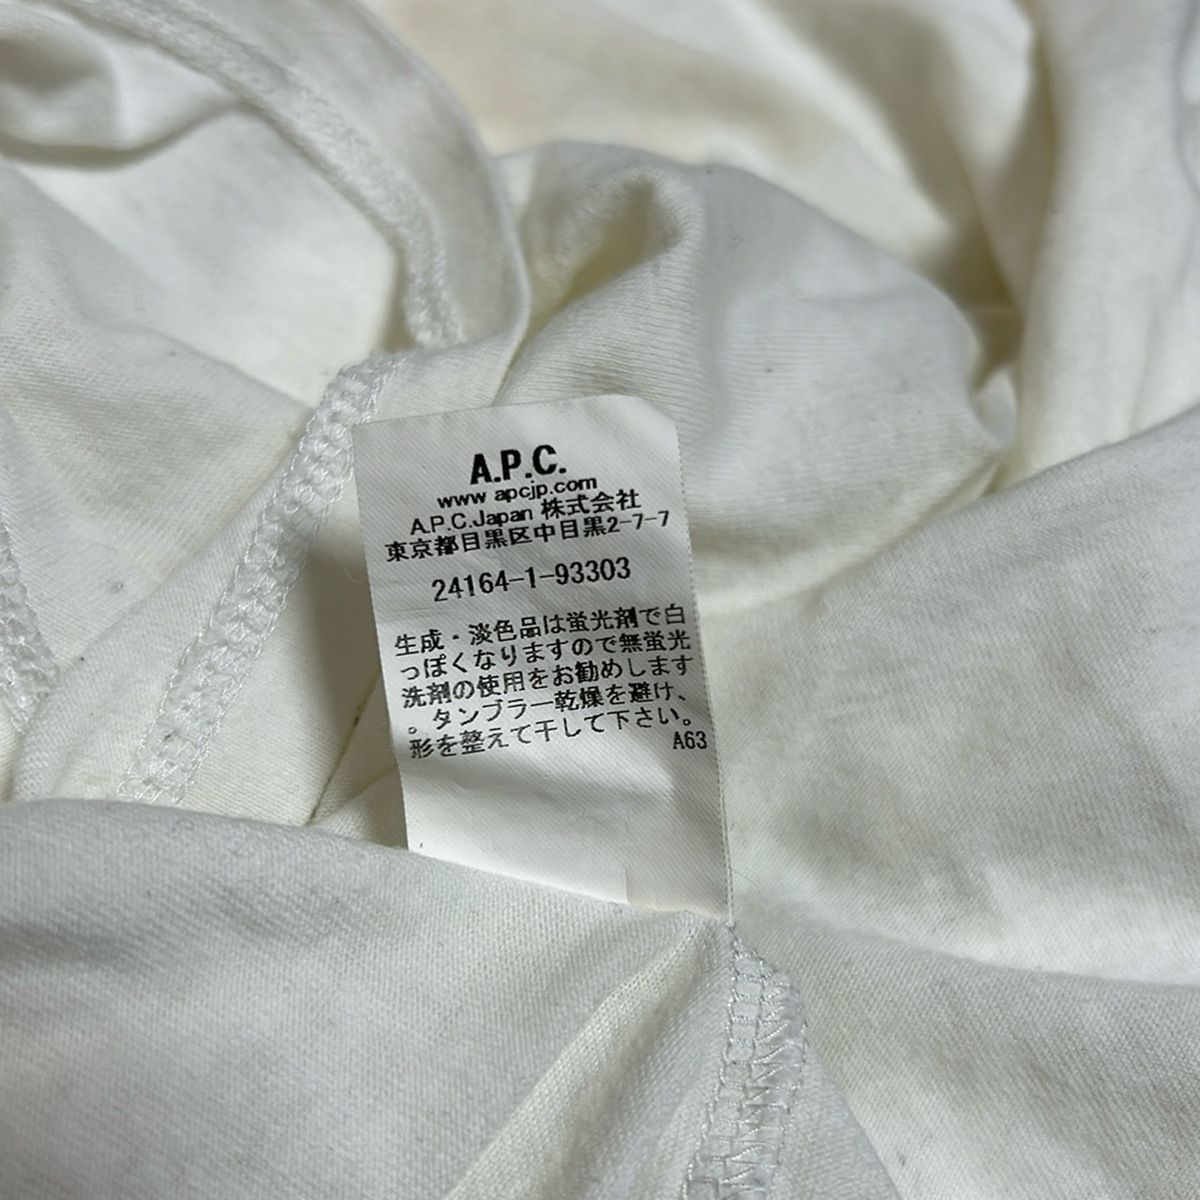 A.P.C.
www.apcjp.com
A.P.C.Japan 株式会社
東京都目黒区中目黒2-7-7
24164-1-93303
生成・淡色品は蛍光剤で白
っぽくなりますので無蛍光
洗剤の使用をお勧めします
。タンブラー乾燥を避け、
形を整えて干して下さい。
A63